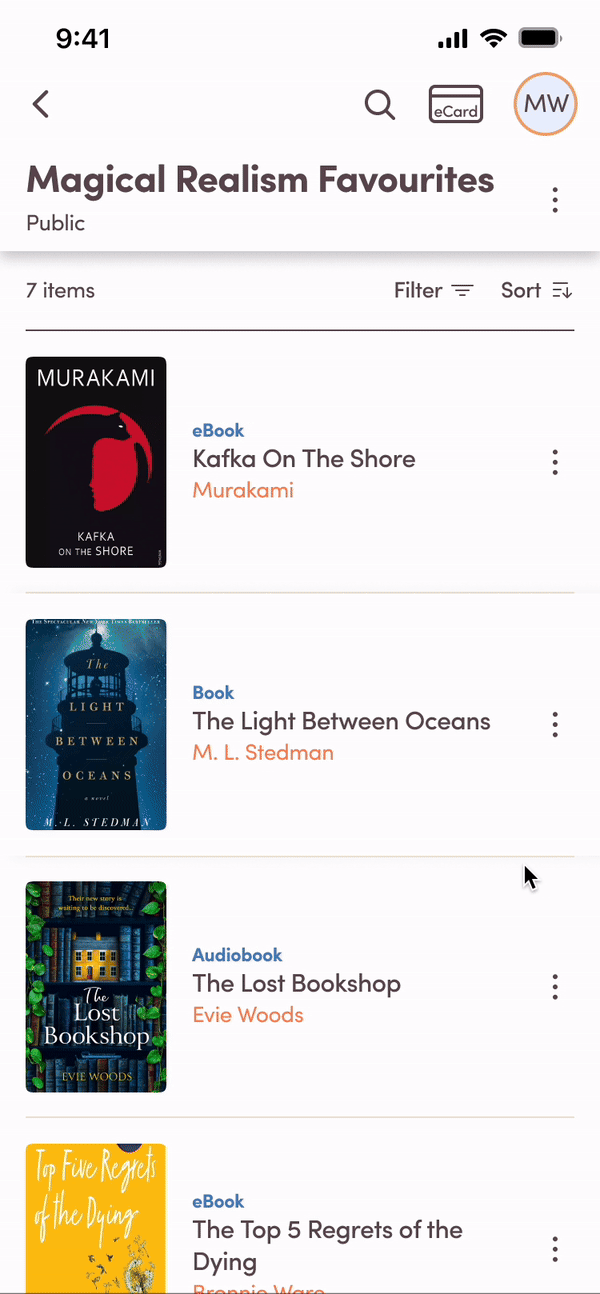 9:41
eCard
MW
Magical Realism Favourites
Public
7 items
Filter
Sort
MURAKAMI
KAFKA
ON THE SHORE
eBook
Kafka On The Shore
Murakami
THE SPECTACULAR NEW YORK TIMES BESTSELLER
The
LIGHT
BETWEEN
OCEANS
a novel
M.L. STEDMAN
Book
The Light Between Oceans
M. L. Stedman
Their new story is
waiting to be discovered...
The
Lost
Bookshop
EVIE WOODS
Audiobook
The Lost Bookshop
Evie Woods
Top Five Regrets
of the Dying
eBook
The Top 5 Regrets of the
Dying
Bronnie Ware